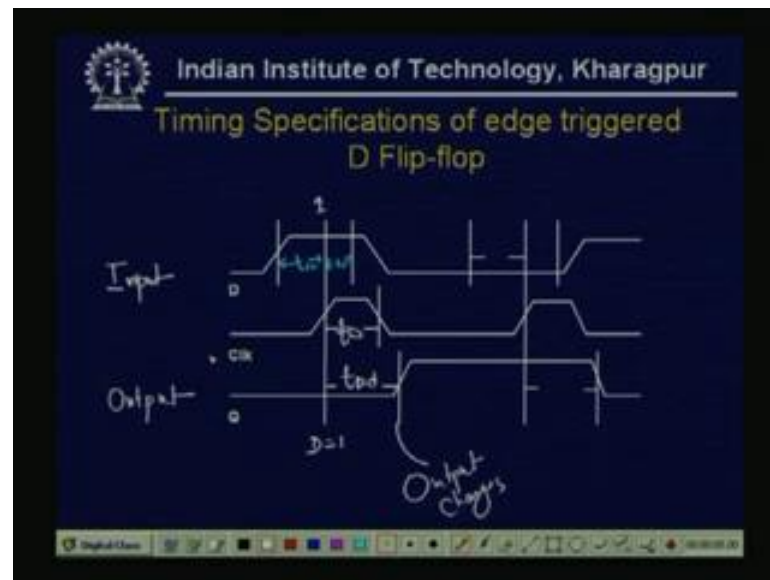 Indian Institute of Technology, Kharagpur
Timing Specifications of edge triggered
D Flip-flop
1
Input
D
Clk
Output
tpd
Q
D=1
Output
changes